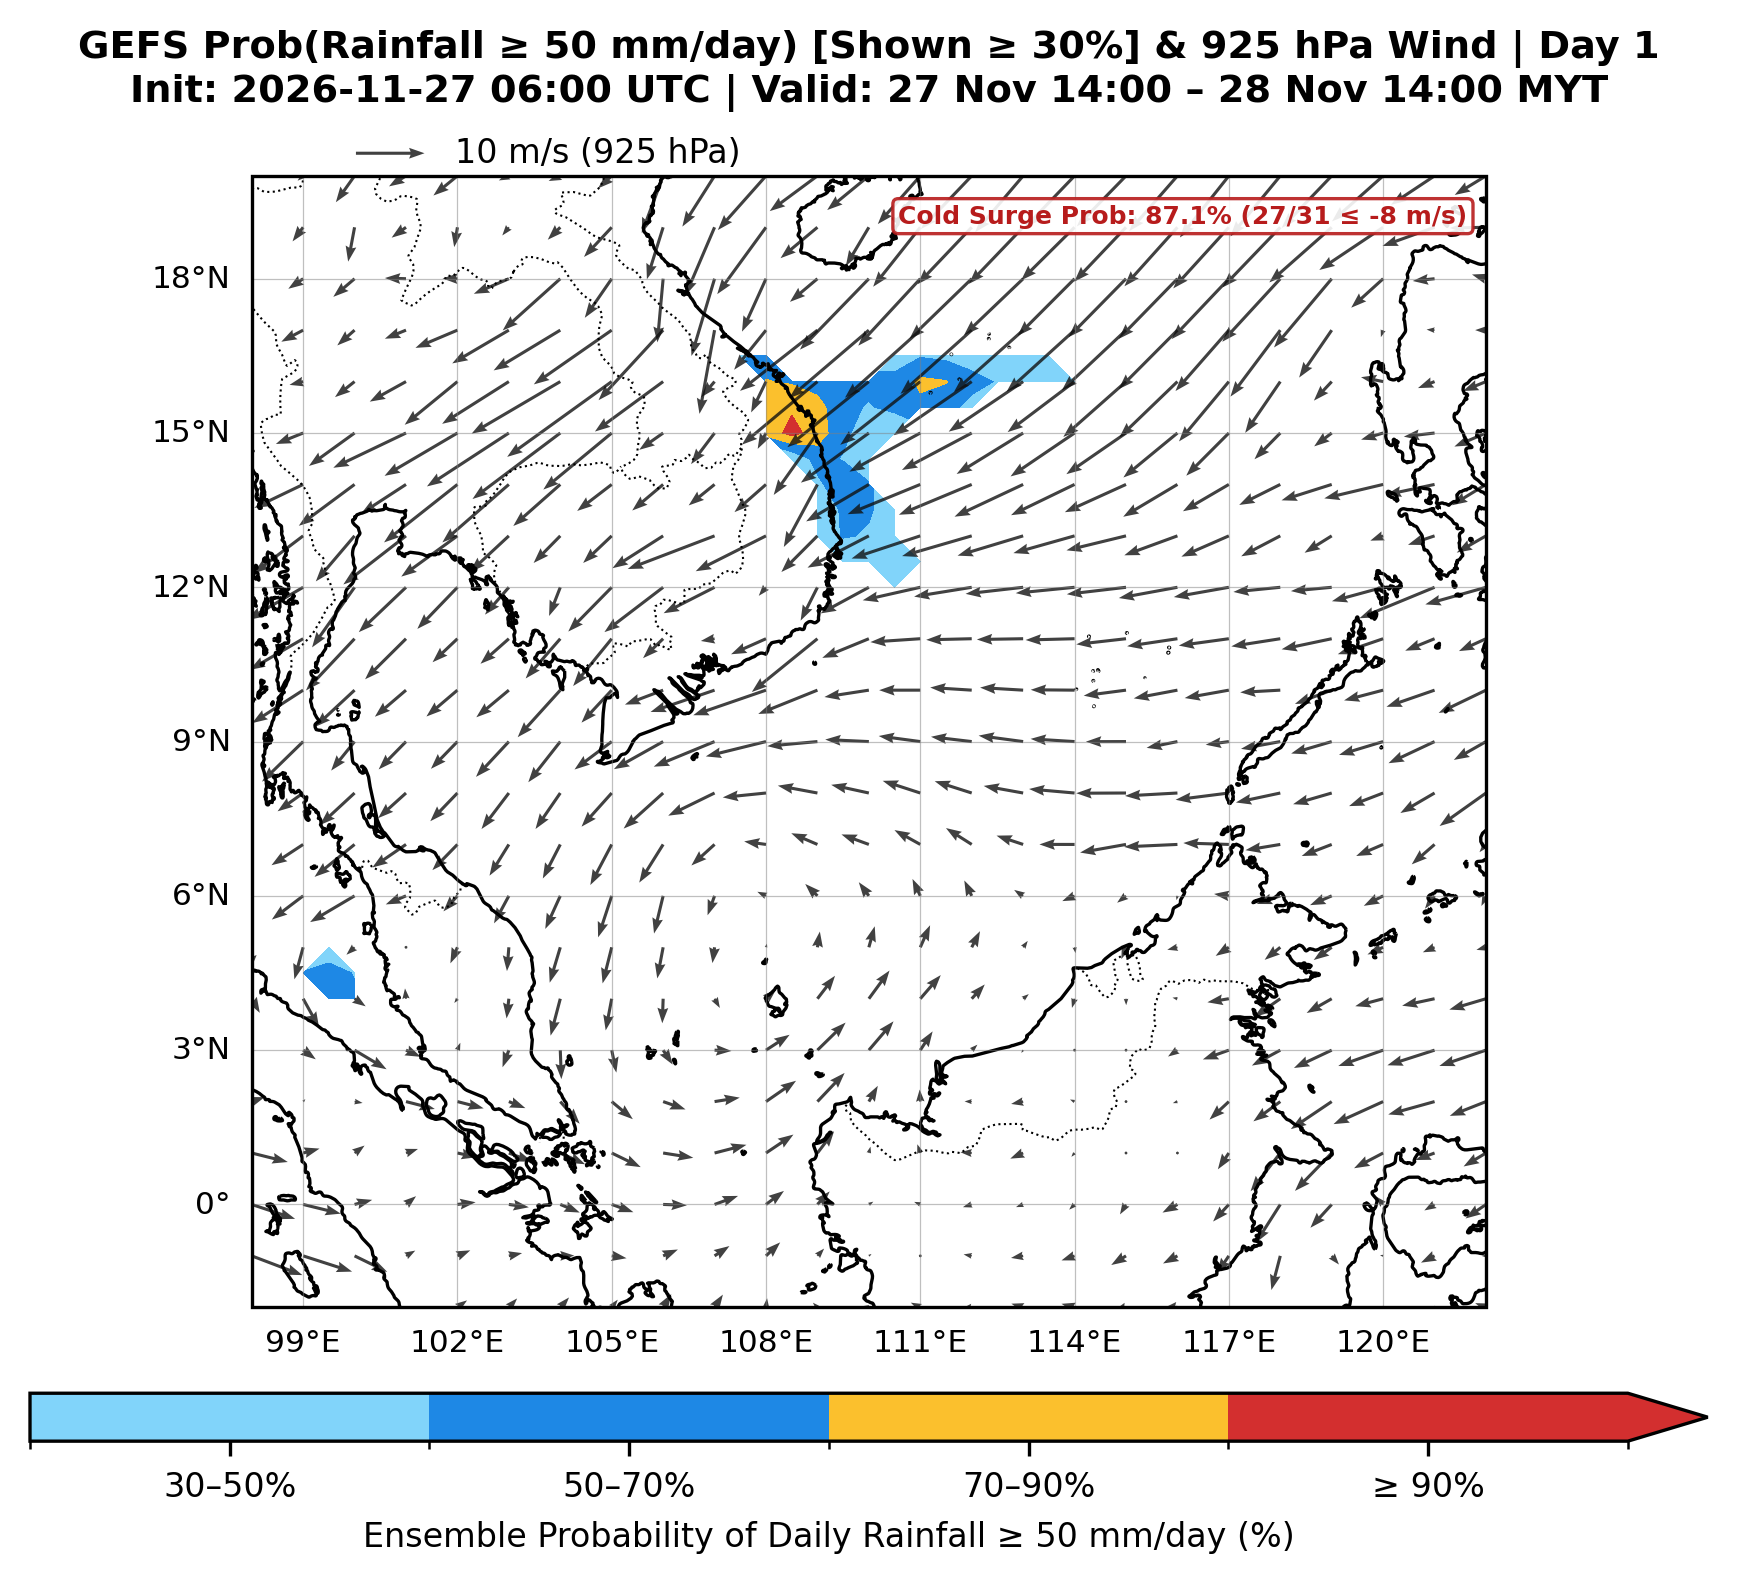 GEFS Prob(Rainfall ≥ 50 mm/day) [Shown ≥ 30%] & 925 hPa Wind | Day 1
Init: 2026-11-27 06:00 UTC | Valid: 27 Nov 14:00 – 28 Nov 14:00 MYT
10 m/s (925 hPa)
Cold Surge Prob: 87.1% (27/31 ≤ -8 m/s)
18°N
15°N
12°N
9°N
6°N
3°N
0°
99°E 102°E 105°E 108°E 111°E 114°E 117°E 120°E
30–50% 50–70% 70–90% ≥ 90%
Ensemble Probability of Daily Rainfall ≥ 50 mm/day (%)